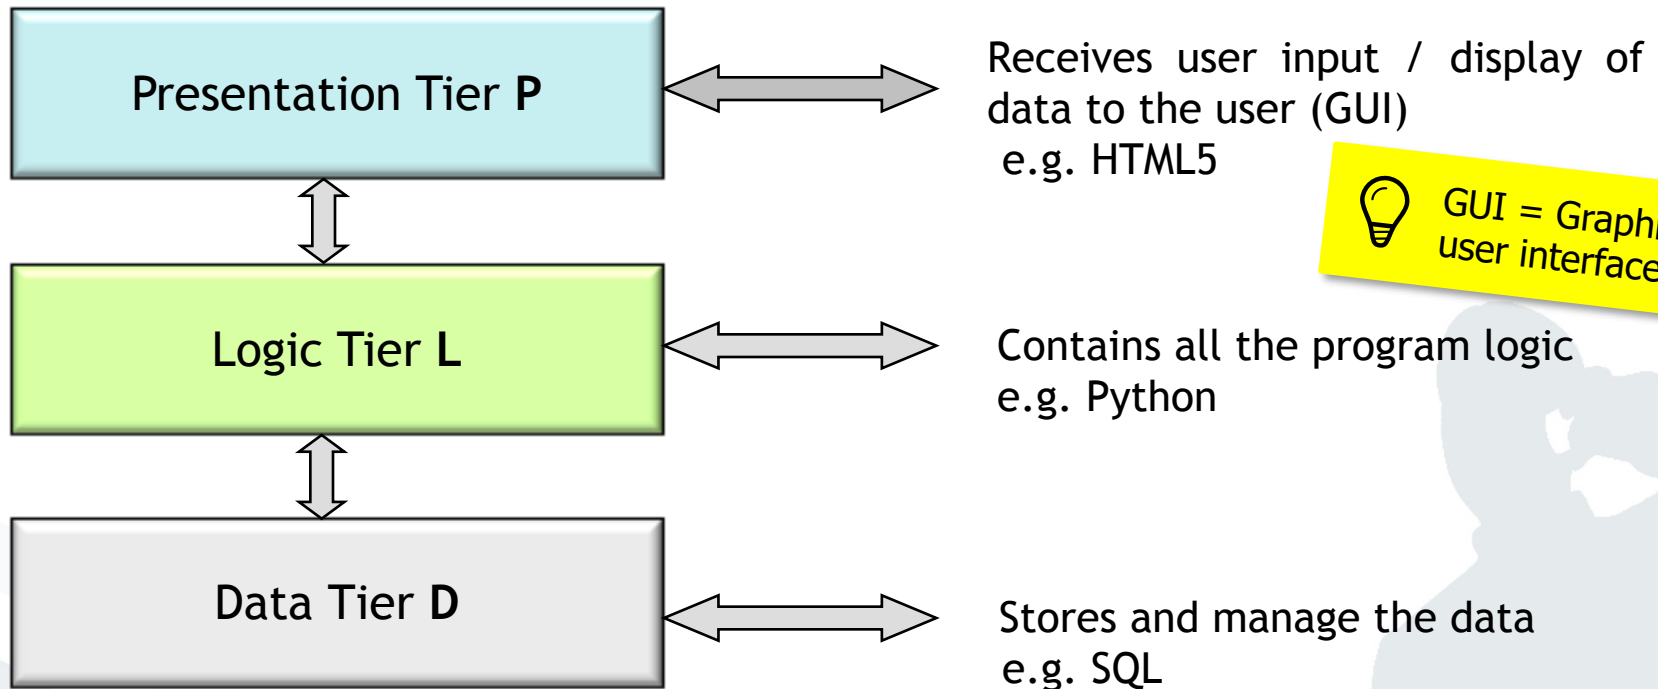 Presentation Tier P
Receives user input / display of
data to the user (GUI)
e.g. HTML5
GUI =
user interface
Logic Tier L
Contains all the program logic
e.g. Python
Data Tier D
Stores and manage the data
e.g. SQL